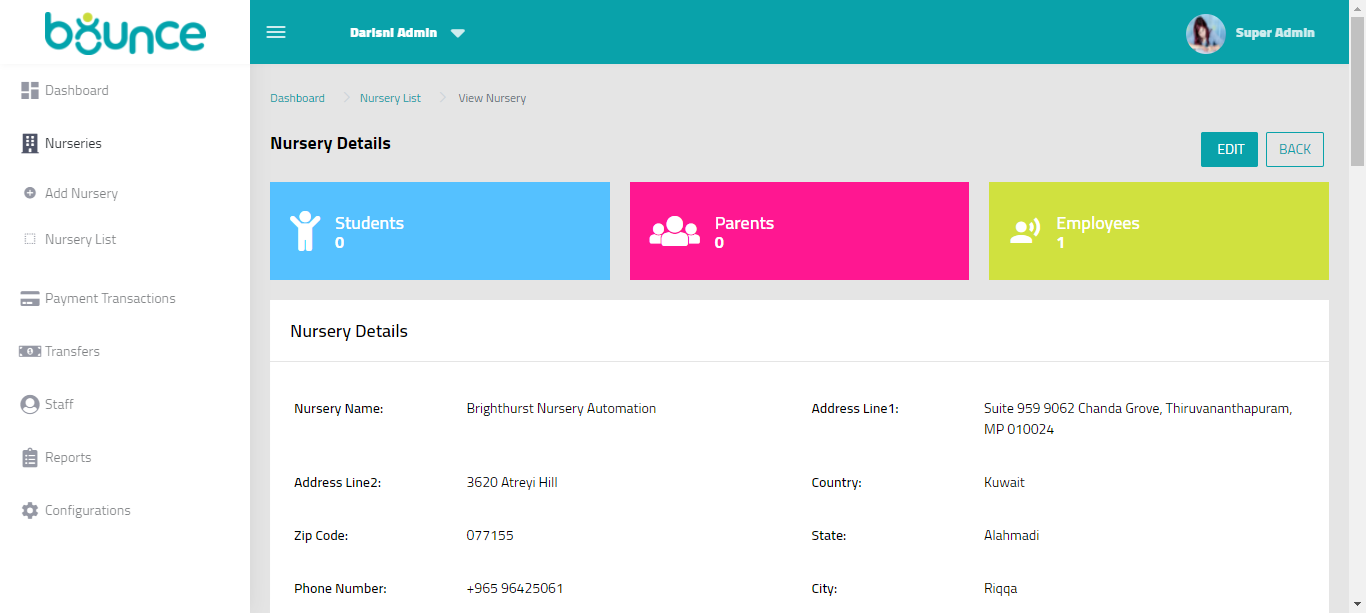 bounce
Darisni Admin
Super Admin
Dashboard
Nurseries
Add Nursery
Nursery List
Payment Transactions
Transfers
Staff
Reports
Configurations
Dashboard
Nursery List
View Nursery
Nursery Details
EDIT
BACK
Students
0
Parents
0
Employees
1
Nursery Details
Nursery Name: Brighthurst Nursery Automation
Address Line1: Suite 959 9062 Chanda Grove, Thiruvananthapuram,
MP 010024
Address Line2: 3620 Atreyi Hill
Country: Kuwait
Zip Code: 077155
State: Alahmadi
Phone Number: +965 96425061
City: Riqqa